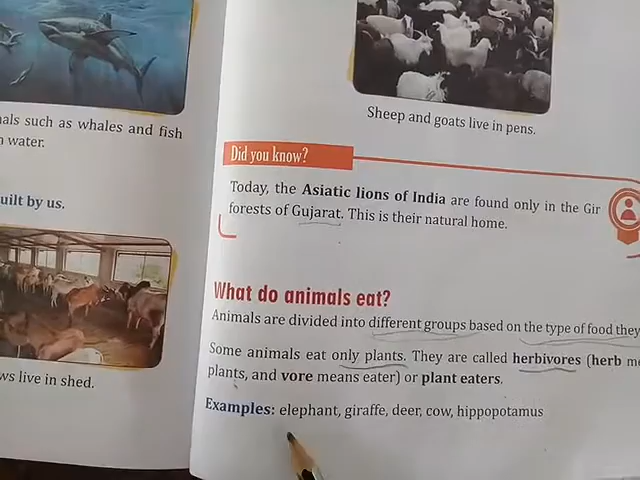 als such as whales and fish
water.
uilt by us.
ws live in shed.
Sheep and goats live in pens.
Did you know?
Today, the Asiatic lions of India are found only in the Gir
forests of Gujarat. This is their natural home.
What do animals eat?
Animals are divided into different groups based on the type of food they
Some animals eat only plants. They are called herbivores (herb me
plants, and vore means eater) or plant eaters.
Examples: elephant, giraffe, deer, cow, hippopotamus